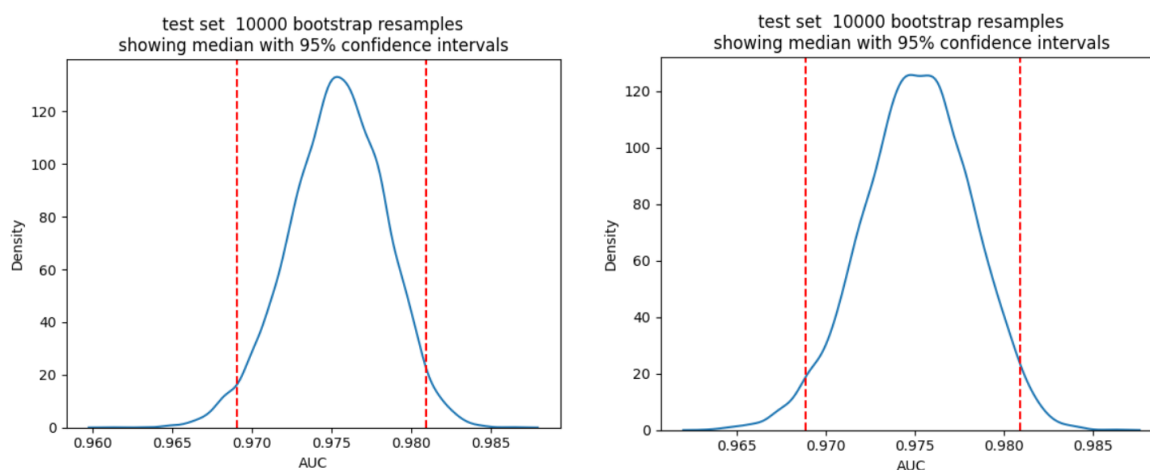 test set  10000 bootstrap resamples
showing median with 95% confidence intervals
120
100
80
60
40
20
0
Density
0.960 0.965 0.970 0.975 0.980 0.985
AUC
test set  10000 bootstrap resamples
showing median with 95% confidence intervals
120
100
80
60
40
20
0
Density
0.965 0.970 0.975 0.980 0.985
AUC